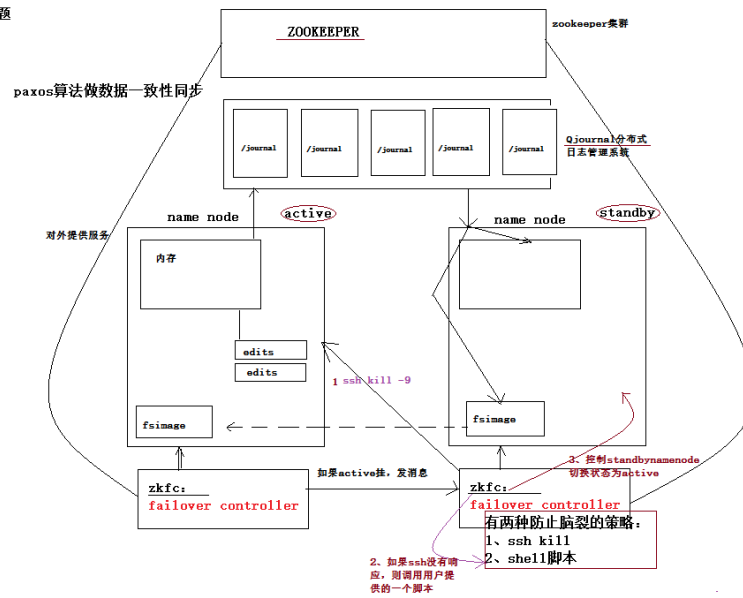 题
ZOOKEEPER
zookeeper集群
paxos算法做数据一致性同步
/journal
/journal
/journal
/journal
/journal
Qjournal分布式
日志管理系统
name node
active
name node
standby
对外提供服务
内存
edits
edits
1 ssh kill -9
fsimage
fsimage
如果active挂，发消息
3、控制standbynamenode
切换状态为active
zkfc：
failover controller
zkfc：
failover controller
有两种防止脑裂的策略：
1、ssh kill
2、shell脚本
2、如果ssh没有响
应，则调用用户提
供的一个脚本